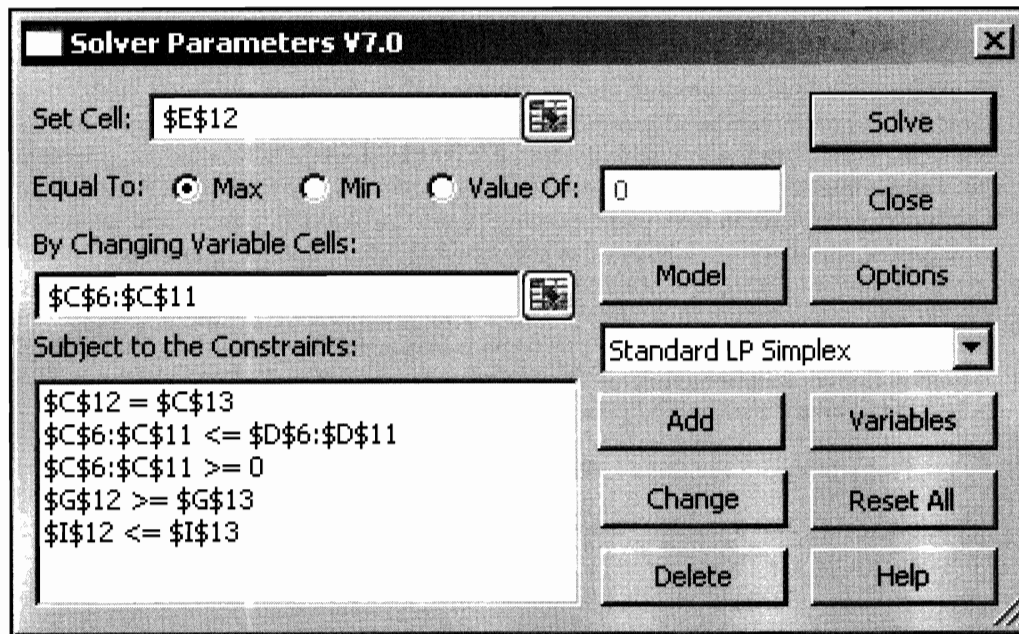 Solver Parameters V7.0
Set Cell: $E$12
Solve
Equal To: Max Min Value Of: 0
Close
By Changing Variable Cells:
$C$6:$C$11
Model Options
Subject to the Constraints:
Standard LP Simplex
$C$12 = $C$13
$C$6:$C$11 <= $D$6:$D$11
$C$6:$C$11 >= 0
$G$12 >= $G$13
$I$12 <= $I$13
Add Variables
Change Reset All
Delete Help